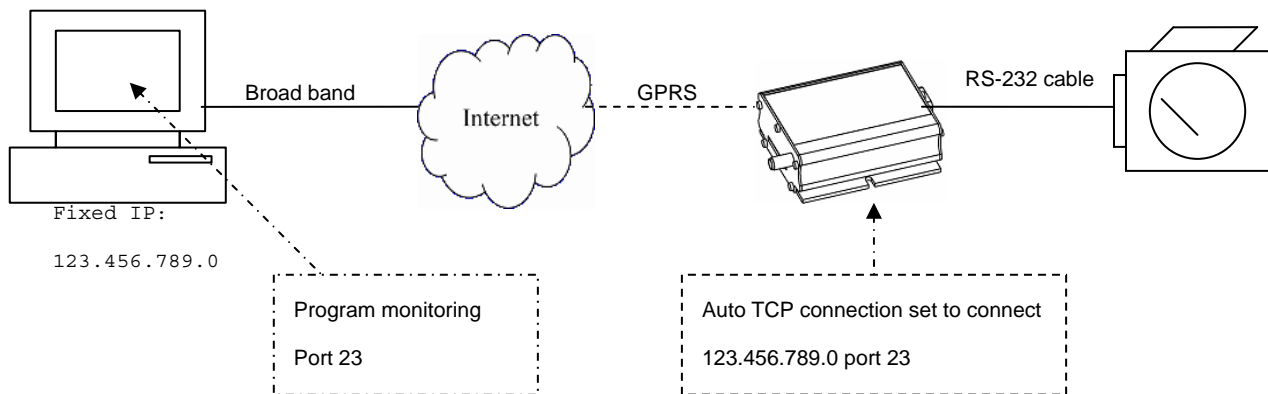 Broad band
Internet
GPRS
RS-232 cable
Fixed IP:
123.456.789.0
Program monitoring
Port 23
Auto TCP connection set to connect
123.456.789.0 port 23